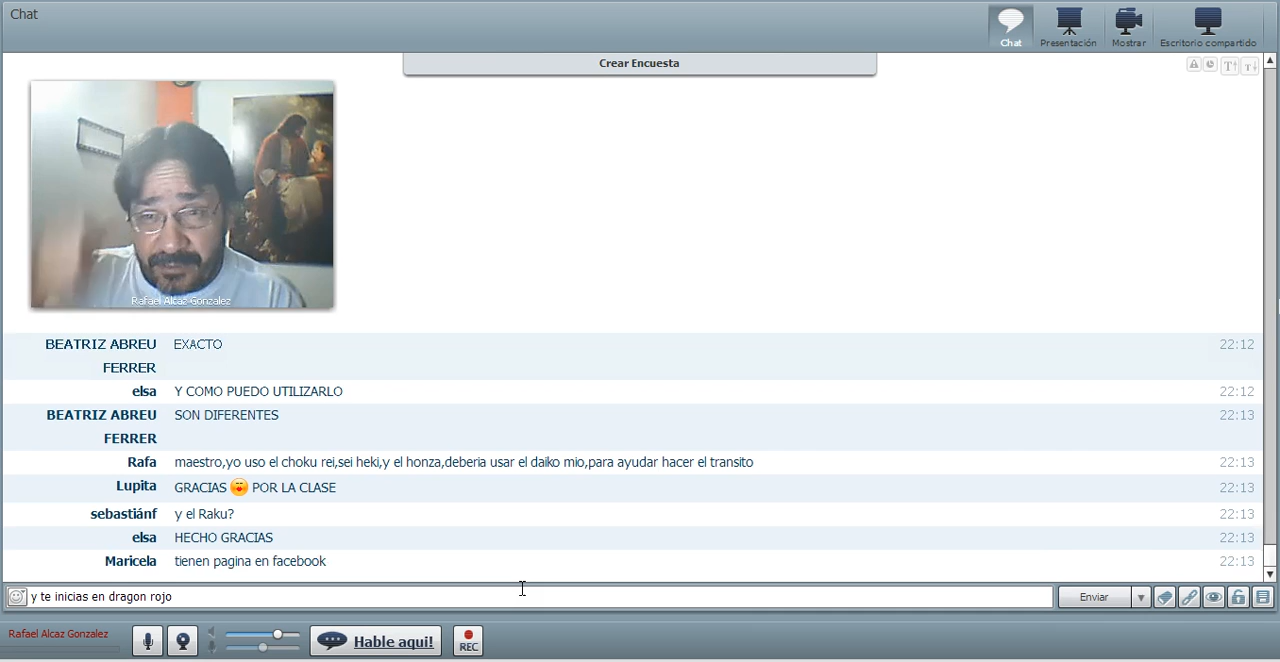 Chat
Chat
Presentación
Mostrar
Escritorio compartido
Crear Encuesta
A
T↑
T↓
Rafael Alcaz Gonzalez
BEATRIZ ABREU FERRER EXACTO 22:12
elsa Y COMO PUEDO UTILIZARLO 22:12
BEATRIZ ABREU FERRER SON DIFERENTES 22:13
Rafa maestro,yo uso el choku rei,sei heki,y el honza,deberia usar el daiko mio,para ayudar hacer el transito 22:13
Lupita GRACIAS POR LA CLASE 22:13
sebastiánf y el Raku? 22:13
elsa HECHO GRACIAS 22:13
Maricela tienen pagina en facebook 22:13
y te inicias en dragon rojo
Enviar
Rafael Alcaz Gonzalez
Hable aqui!
REC